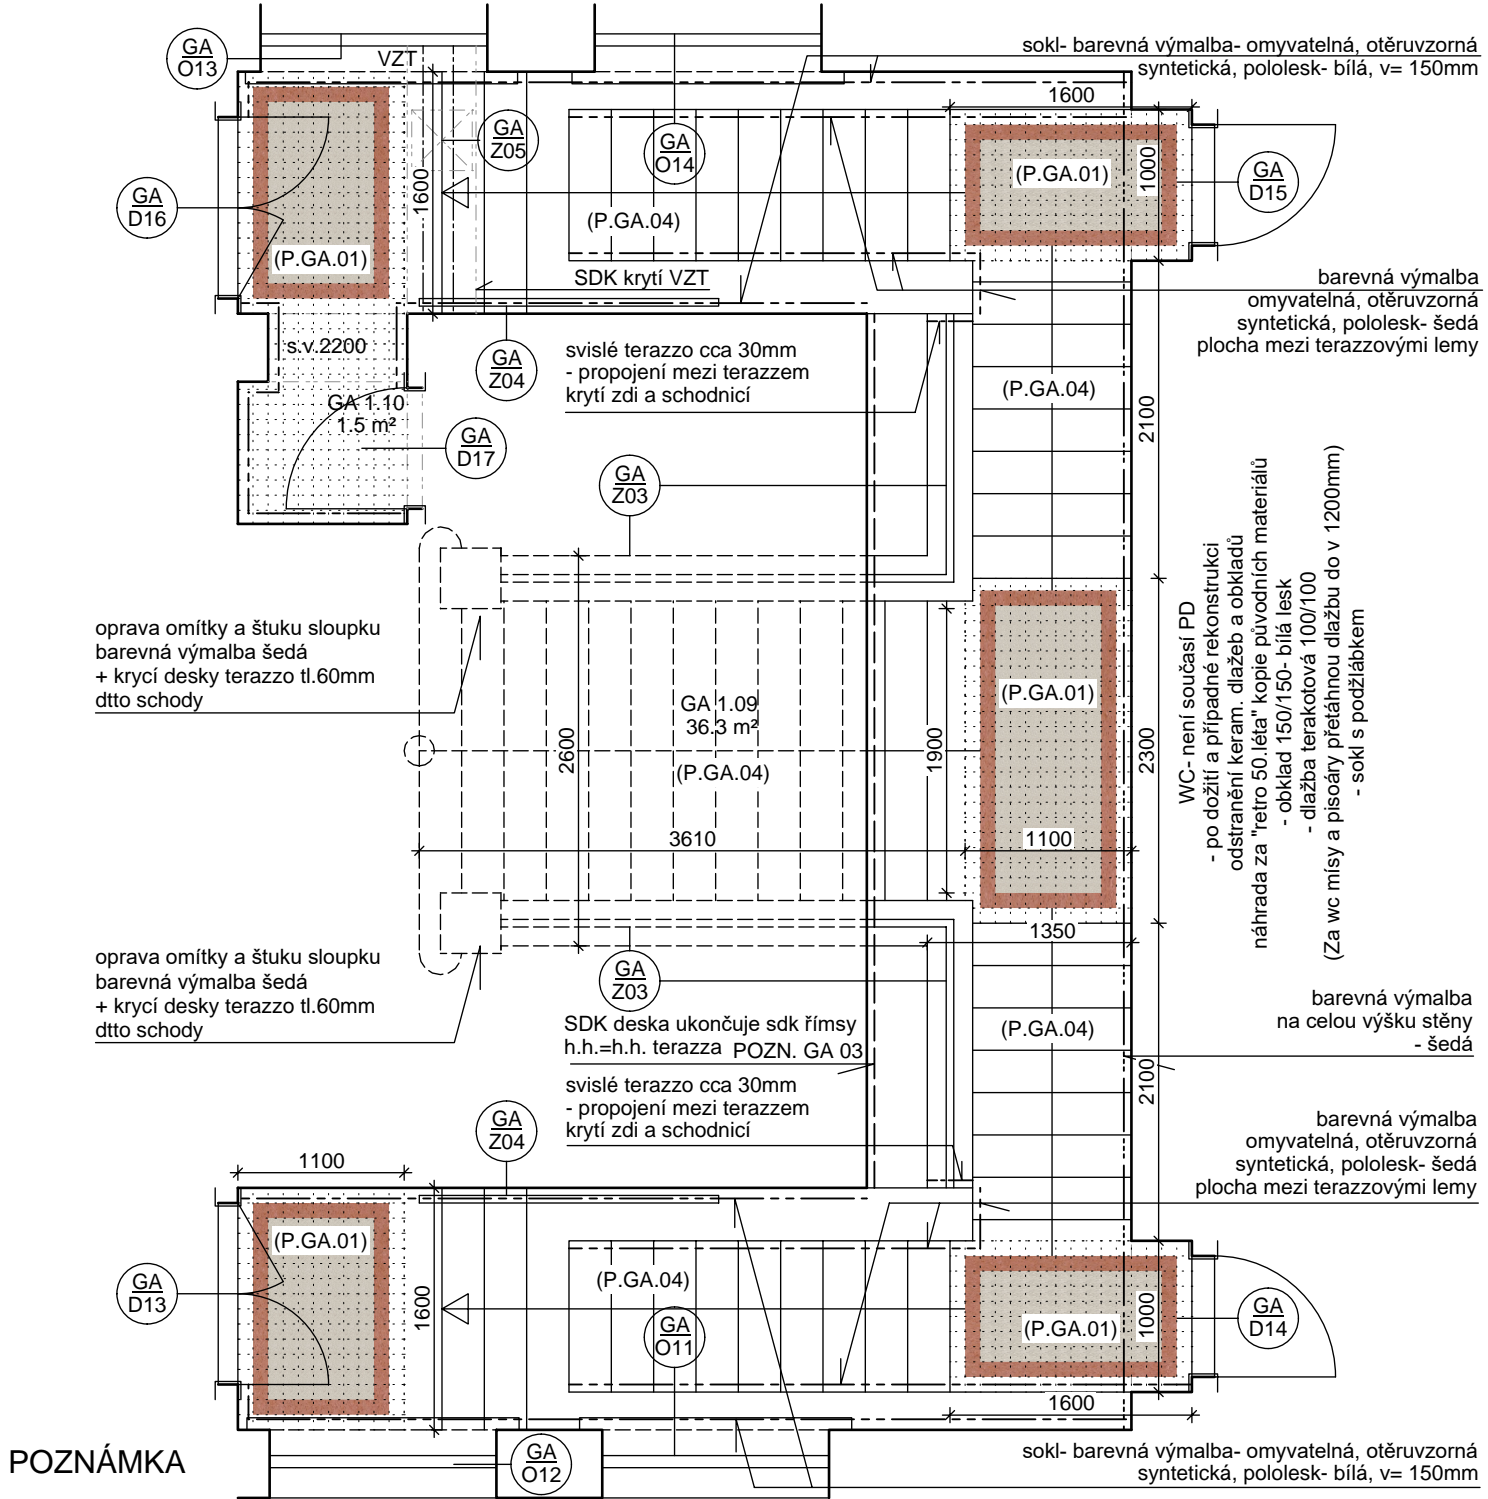 GA
O13
VZT
sokl- barevná výmalba- omyvatelná, otěruvzorná
syntetická, pololesk- bílá, v= 150mm
1600
GA
Z05
GA
O14
(P.GA.01)
1000
GA
D15
GA
D16
1600
(P.GA.04)
(P.GA.01)
SDK krytí VZT
barevná výmalba
omyvatelná, otěruvzorná
syntetická, pololesk- šedá
plocha mezi terazzovými lemy
s.v.2200
GA
Z04
svislé terazzo cca 30mm
- propojení mezi terazzem
krytí zdi a schodnicí
(P.GA.04)
2100
GA 1.10
1.5 m²
GA
D17
GA
Z03
WC- není současí PD
- po dožití a případné rekonstrukci
odstranění keram. dlažeb a obkladů
náhrada za "retro 50.léta" kopie původních materiálů
- obklad 150/150- bílá lesk
- dlažba terakotová 100/100
(Za wc mísy a pisoáry přetáhnou dlažbu do v 1200mm)
- sokl s podžlábkem
oprava omítky a štuku sloupku
barevná výmalba šedá
+ krycí desky terazzo tl.60mm
dtto schody
GA 1.09
36.3 m²
(P.GA.04)
(P.GA.01)
2600
1900
2300
3610
1100
1350
oprava omítky a štuku sloupku
barevná výmalba šedá
+ krycí desky terazzo tl.60mm
dtto schody
GA
Z03
SDK deska ukončuje sdk římsy
h.h.=h.h. terazza POZN. GA 03
(P.GA.04)
barevná výmalba
na celou výšku stěny
- šedá
2100
svislé terazzo cca 30mm
- propojení mezi terazzem
krytí zdi a schodnicí
GA
Z04
barevná výmalba
omyvatelná, otěruvzorná
syntetická, pololesk- šedá
plocha mezi terazzovými lemy
1100
(P.GA.01)
GA
D13
1600
(P.GA.04)
GA
O11
(P.GA.01)
1000
GA
D14
1600
POZNÁMKA
GA
O12
sokl- barevná výmalba- omyvatelná, otěruvzorná
syntetická, pololesk- bílá, v= 150mm